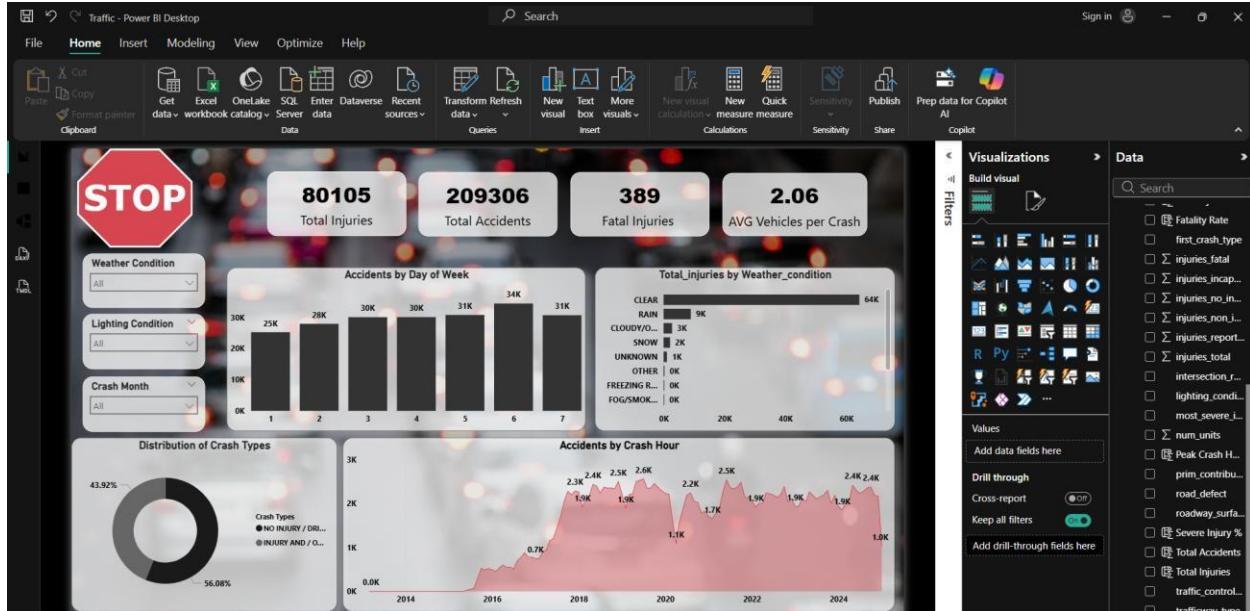 Traffic - Power BI Desktop
Search
Sign in
File Home Insert Modeling View Optimize Help
Paste
Cut
Copy
Format painter
Clipboard
Get data
Excel workbook
OneLake catalog
SQL Server
Enter data
Dataverse
Recent sources
Data
Transform data
Refresh
Queries
New visual
Text box
More visuals
Insert
New visual calculation
New measure
Quick measure
Calculations
Sensitivity
Sensitivity
Publish
Share
Prep data for AI
Copilot
Copilot
STOP
80105
Total Injuries
209306
Total Accidents
389
Fatal Injuries
2.06
AVG Vehicles per Crash
Weather Condition
All
Lighting Condition
All
Crash Month
All
Accidents by Day of Week
30K
20K
10K
0K
25K 28K 30K 30K 31K 34K 31K
1 2 3 4 5 6 7
Total_injuries by Weather_condition
CLEAR 64K
RAIN 9K
CLOUDY/O... 3K
SNOW 2K
UNKNOWN 1K
OTHER 0K
FREEZING R... 0K
FOG/SMOK... 0K
0K 20K 40K 60K
Distribution of Crash Types
43.92%
56.08%
Crash Types
NO INJURY / DRI...
INJURY AND / O...
Accidents by Crash Hour
3K
2K
1K
0K
0.0K 0.7K 2.3K 1.9K 2.4K 2.5K 1.9K 2.6K 1.1K 2.2K 1.7K 2.5K 1.9K 1.9K 1.9K 2.4K 2.4K 1.0K
2014 2016 2018 2020 2022 2024
Filters
Visualizations
Build visual
R Py
Values
Add data fields here
Drill through
Cross-report Off
Keep all filters On
Add drill-through fields here
Data
Search
Fatality Rate
first_crash_type
injuries_fatal
injuries_incap...
injuries_no_in...
injuries_non_i...
injuries_report...
injuries_total
intersection_r...
lighting_condi...
most_severe_i...
num_units
Peak Crash H...
prim_contribu...
road_defect
roadway_surfa...
Severe Injury %
Total Accidents
Total Injuries
traffic_control...
trafficway_type